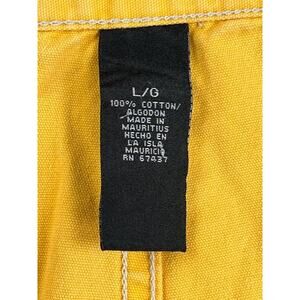 L/G
100% COTTON/
ALGODON
MADE IN
MAURITIUS
HECHO EN
LA ISLA
MAURICIO
RN 67437